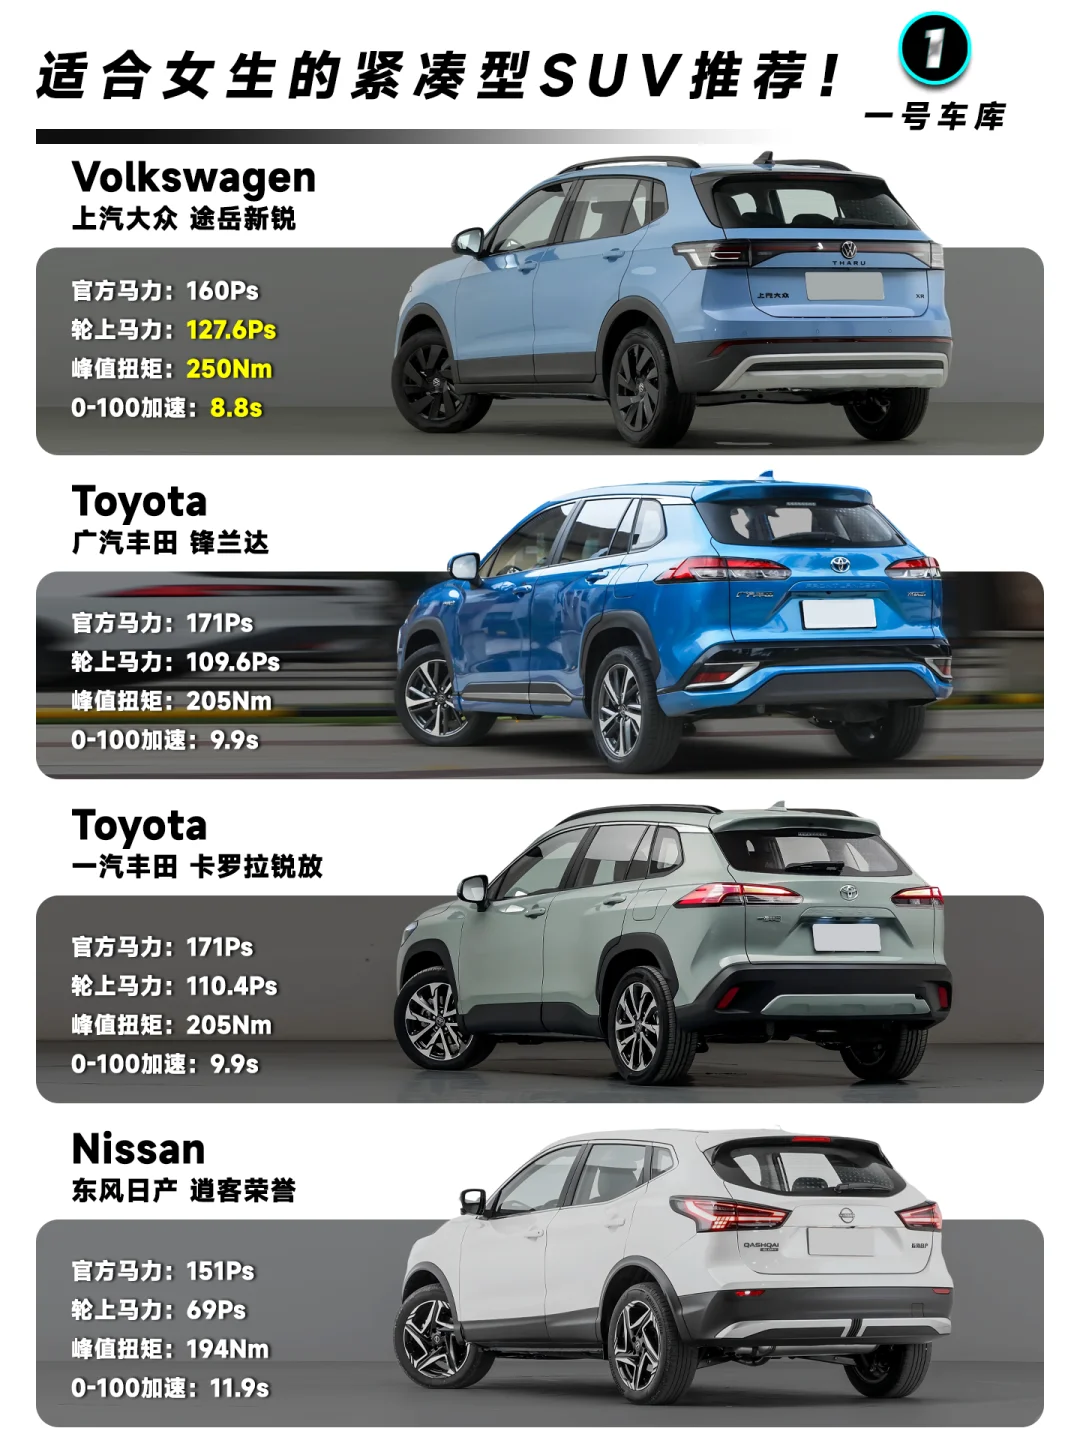 适合女生的紧凑型SUV推荐!
1
一号车库
Volkswagen
上汽大众 途岳新锐
THARU
上汽大众
官方马力：160Ps
轮上马力：127.6Ps
峰值扭矩：250Nm
0-100加速：8.8s
Toyota
广汽丰田 锋兰达
官方马力：171Ps
轮上马力：109.6Ps
峰值扭矩：205Nm
0-100加速：9.9s
Toyota
一汽丰田 卡罗拉锐放
官方马力：171Ps
轮上马力：110.4Ps
峰值扭矩：205Nm
0-100加速：9.9s
Nissan
东风日产 逍客荣誉
QASHQAI
官方马力：151Ps
轮上马力：69Ps
峰值扭矩：194Nm
0-100加速：11.9s